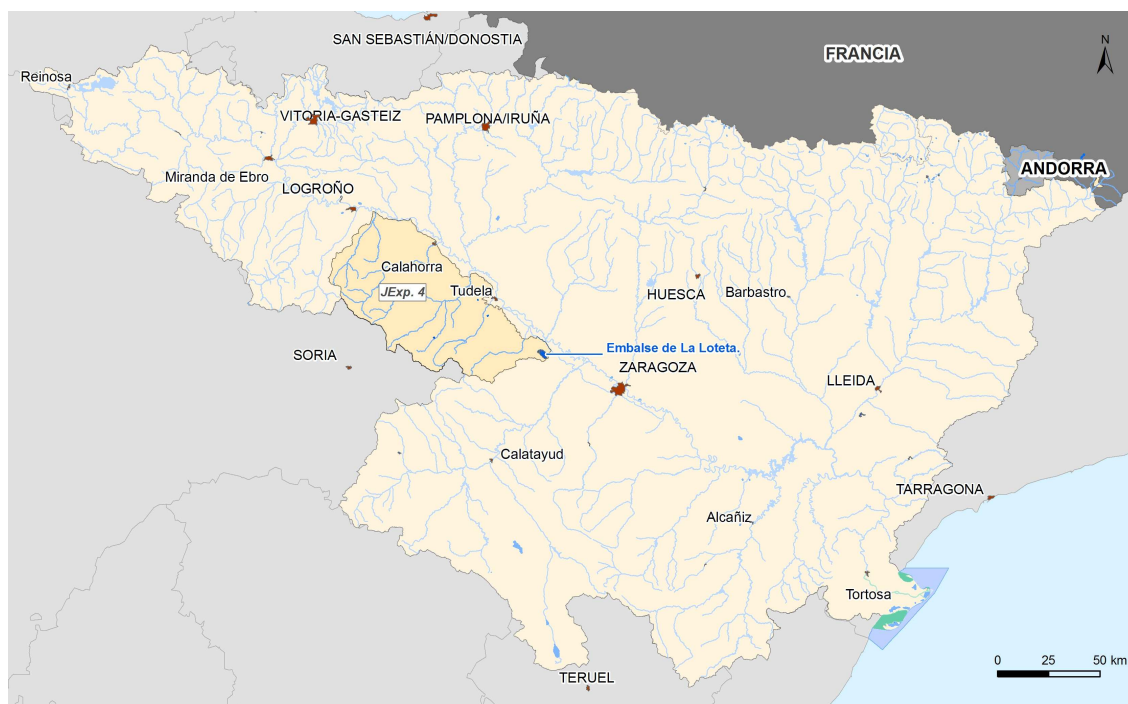 SAN SEBASTIÁN/DONOSTIA
FRANCIA
N
Reinosa
VITORIA-GASTEIZ
PAMPLONA/IRUÑA
ANDORRA
Miranda de Ebro
LOGROÑO
Calahorra
JExp. 4
Tudela
HUESCA
Barbastro
SORIA
Embalse de La Loteta.
ZARAGOZA
LLEIDA
Calatayud
TARRAGONA
Alcañiz
Tortosa
0 25 50 km
TERUEL